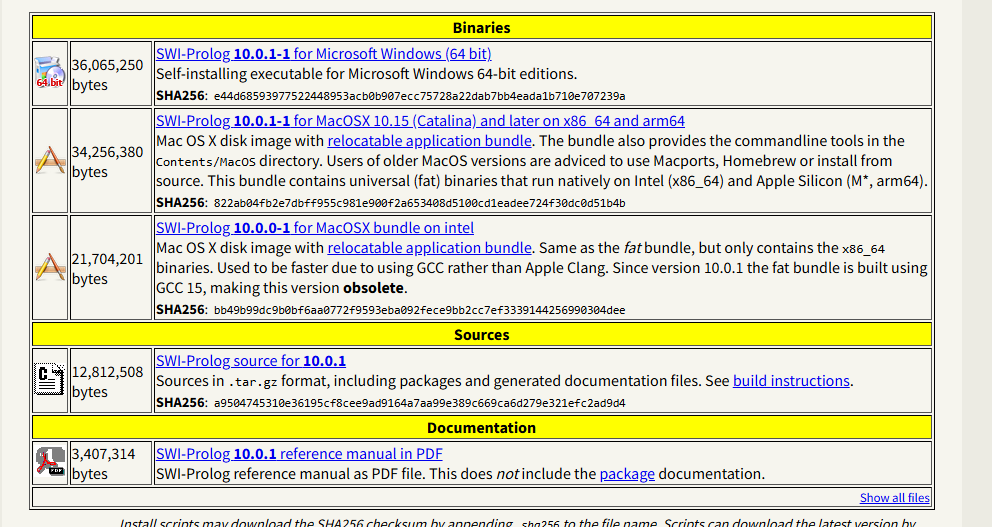 Binaries
64.bit
36,065,250
bytes
SWI-Prolog 10.0.1-1 for Microsoft Windows (64 bit)
Self-installing executable for Microsoft Windows 64-bit editions.
SHA256: e44d68593977522448953acb0b907ecc75728a22dab7bb4eada1b710e707239a
34,256,380
bytes
SWI-Prolog 10.0.1-1 for MacOSX 10.15 (Catalina) and later on x86_64 and arm64
Mac OS X disk image with relocatable application bundle. The bundle also provides the commandline tools in the
Contents/MacOS directory. Users of older MacOS versions are adviced to use Macports, Homebrew or install from
source. This bundle contains universal (fat) binaries that run natively on Intel (x86_64) and Apple Silicon (M*, arm64).
SHA256: 822ab04fb2e7dbff955c981e900f2a653408d5100cd1eadee724f30dc0d51b4b
21,704,201
bytes
SWI-Prolog 10.0.0-1 for MacOSX bundle on intel
Mac OS X disk image with relocatable application bundle. Same as the fat bundle, but only contains the x86_64
binaries. Used to be faster due to using GCC rather than Apple Clang. Since version 10.0.1 the fat bundle is built using
GCC 15, making this version obsolete.
SHA256: bb49b99dc9b0bf6aa0772f9593eba092fece9bb2cc7ef3339144256990304dee
Sources
C
12,812,508
bytes
SWI-Prolog source for 10.0.1
Sources in .tar.gz format, including packages and generated documentation files. See build instructions.
SHA256: a9504745310e36195cf8cee9ad9164a7aa99e389c669ca6d279e321efc2ad9d4
Documentation
PDF
3,407,314
bytes
SWI-Prolog 10.0.1 reference manual in PDF
SWI-Prolog reference manual as PDF file. This does not include the package documentation.
Show all files
Install scripts may download the SHA256 checksum by appending .sha256 to the file name. Scripts can download the latest version by